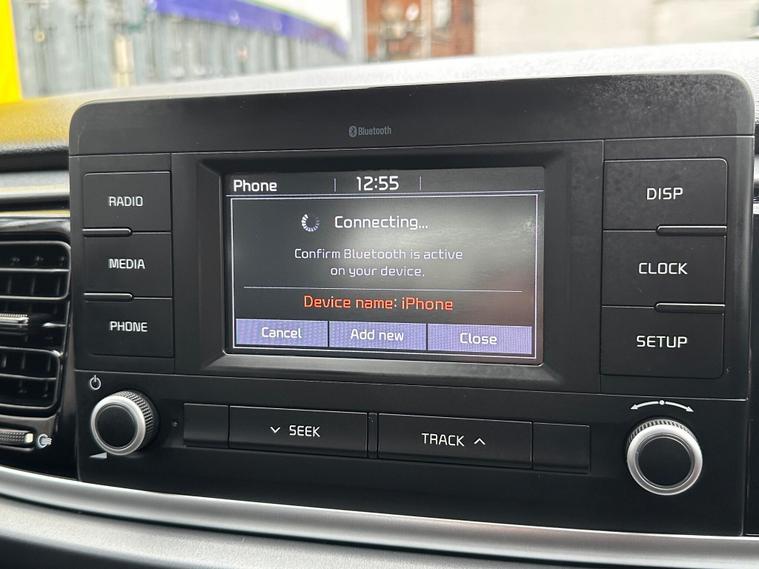 Bluetooth
Phone 12:55
Connecting...
Confirm Bluetooth is active
on your device.
Device name: iPhone
Cancel Add new Close
RADIO
MEDIA
PHONE
DISP
CLOCK
SETUP
SEEK
TRACK